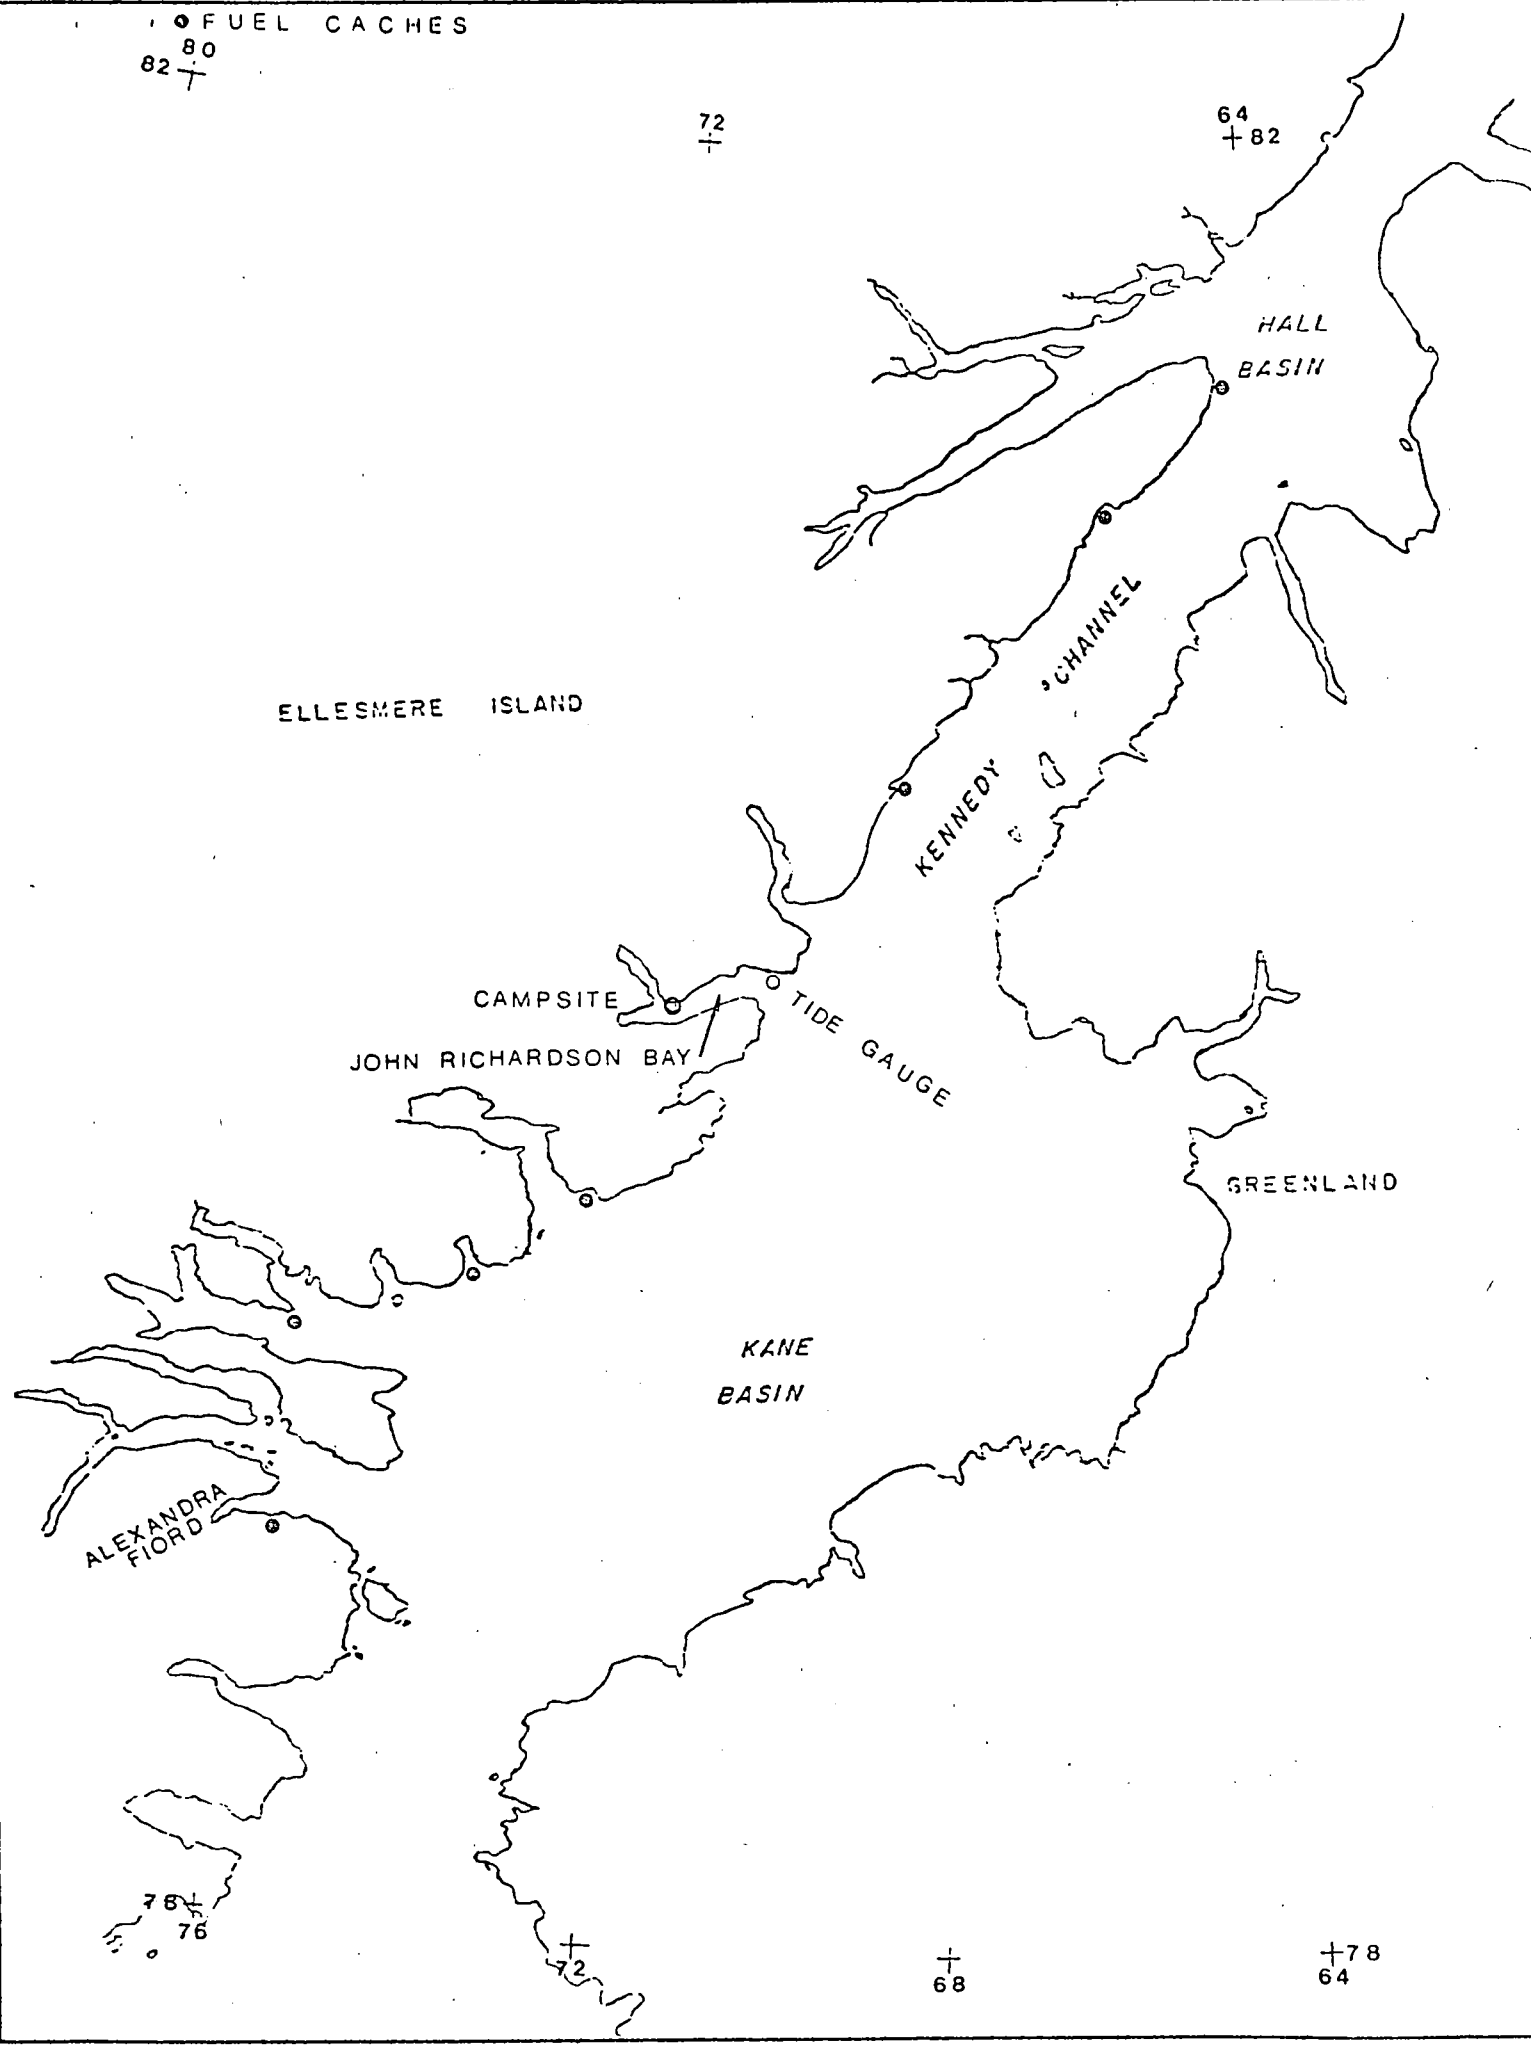 FUEL CACHES
80
82
72
64
82
HALL
BASIN
CHANNEL
ELLESMERE ISLAND
KENNEDY
CAMPSITE
TIDE GAUGE
JOHN RICHARDSON BAY
GREENLAND
KANE
BASIN
ALEXANDRA
FIORD
78
76
72
68
78
64